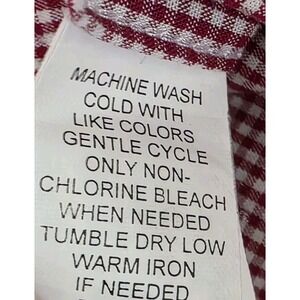 MACHINE WASH
COLD WITH
LIKE COLORS
GENTLE CYCLE
ONLY NON-
CHLORINE BLEACH
WHEN NEEDED
TUMBLE DRY LOW
WARM IRON
IF NEEDED